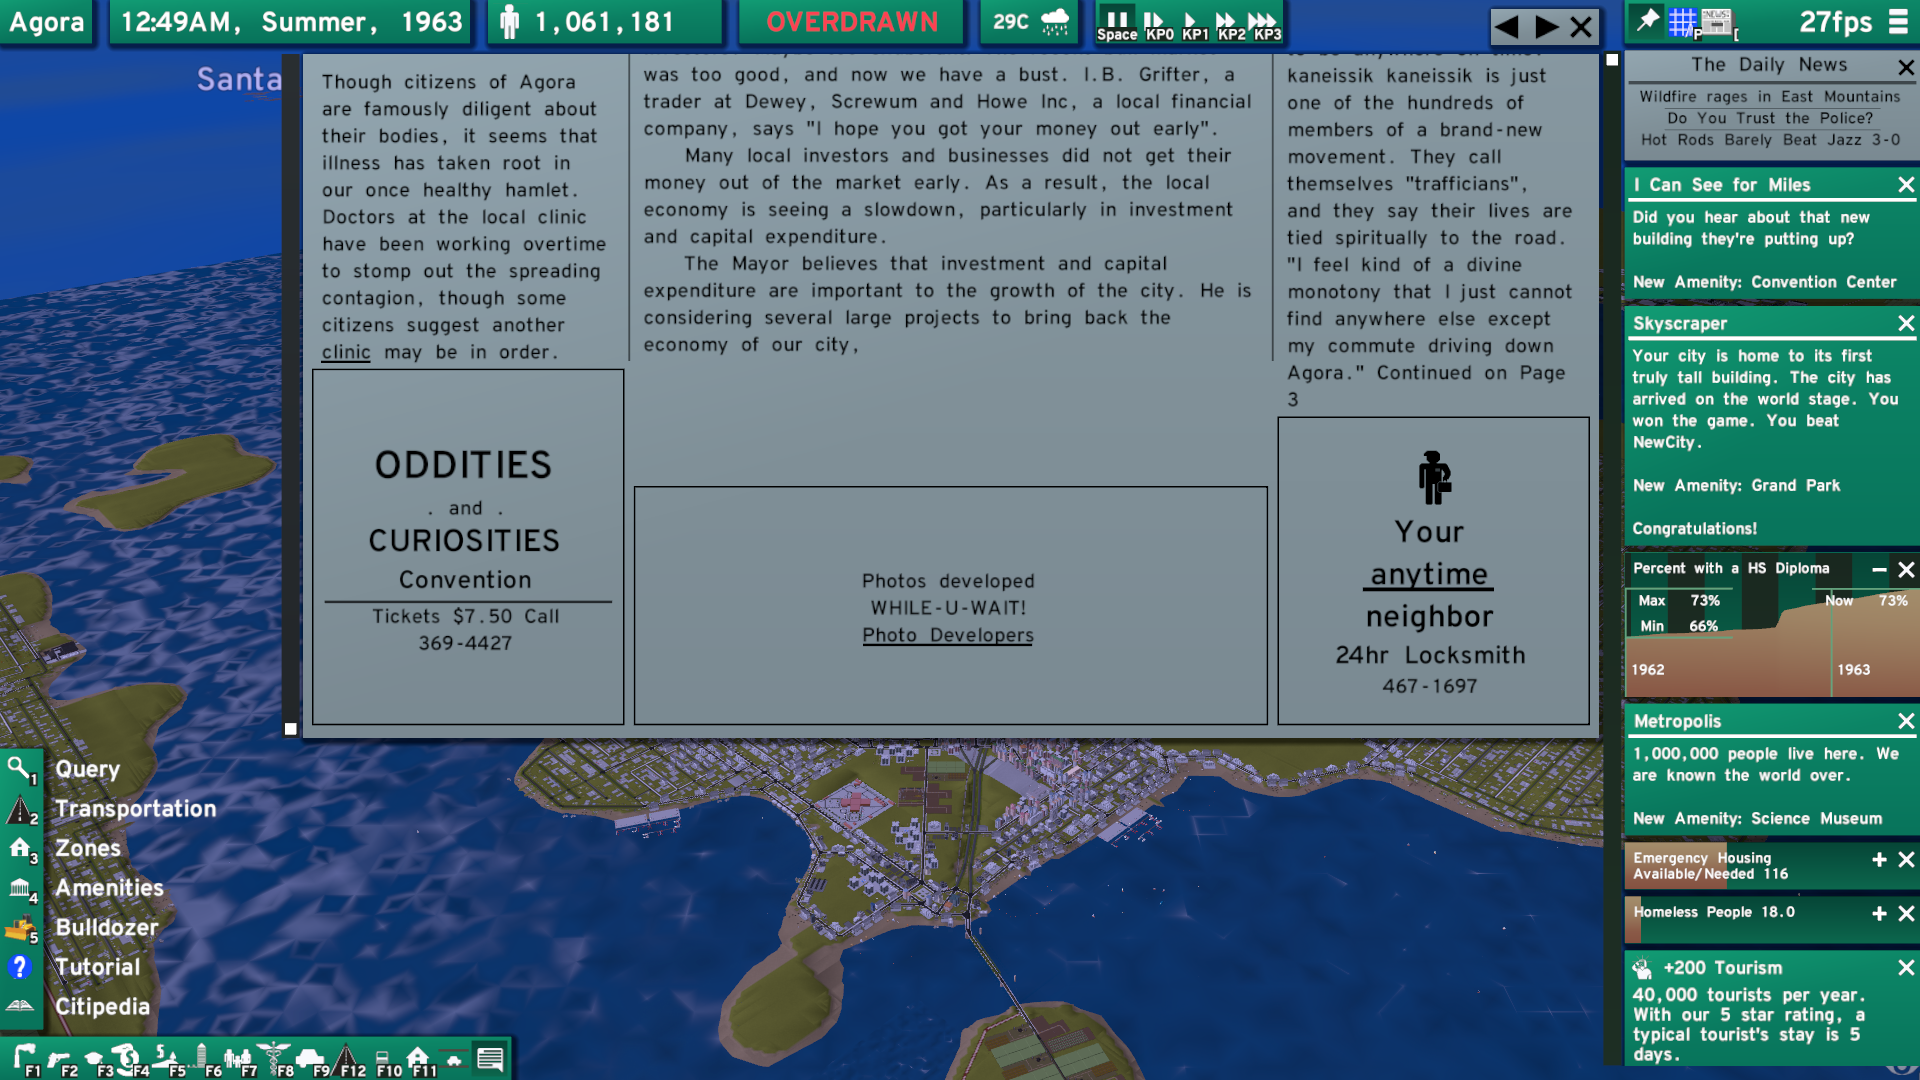 Agora
12:49AM, Summer, 1963
1,061,181
OVERDRAWN
29C
Space
KP0
KP1
KP2
KP3
P
[
27fps
Santa
Though citizens of Agora
are famously diligent about
their bodies, it seems that
illness has taken root in
our once healthy hamlet.
Doctors at the local clinic
have been working overtime
to stomp out the spreading
contagion, though some
citizens suggest another
clinic may be in order.
ODDITIES
. and .
CURIOSITIES
Convention
Tickets $7.50 Call
369-4427
was too good, and now we have a bust. I.B. Grifter, a
trader at Dewey, Screwum and Howe Inc, a local financial
company, says "I hope you got your money out early".
Many local investors and businesses did not get their
money out of the market early. As a result, the local
economy is seeing a slowdown, particularly in investment
and capital expenditure.
The Mayor believes that investment and capital
expenditure are important to the growth of the city. He is
considering several large projects to bring back the
economy of our city,
Photos developed
WHILE-U-WAIT!
Photo Developers
kaneissik kaneissik is just
one of the hundreds of
members of a brand-new
movement. They call
themselves "trafficians",
and they say their lives are
tied spiritually to the road.
"I feel kind of a divine
monotony that I just cannot
find anywhere else except
my commute driving down
Agora." Continued on Page
3
Your
anytime
neighbor
24hr Locksmith
467-1697
The Daily News
Wildfire rages in East Mountains
Do You Trust the Police?
Hot Rods Barely Beat Jazz 3-0
I Can See for Miles
Did you hear about that new
building they're putting up?
New Amenity: Convention Center
Skyscraper
Your city is home to its first
truly tall building. The city has
arrived on the world stage. You
won the game. You beat
NewCity.
New Amenity: Grand Park
Congratulations!
Percent with a HS Diploma
Max 73%
Now 73%
Min 66%
1962
1963
Metropolis
1,000,000 people live here. We
are known the world over.
New Amenity: Science Museum
Emergency Housing
Available/Needed 116
Homeless People 18.0
+200 Tourism
40,000 tourists per year.
With our 5 star rating, a
typical tourist's stay is 5
days.
1 Query
2 Transportation
3 Zones
4 Amenities
5 Bulldozer
? Tutorial
Citipedia
F1
F2
F3
F4
F5
F6
F7
F8
F9
F12
F10
F11